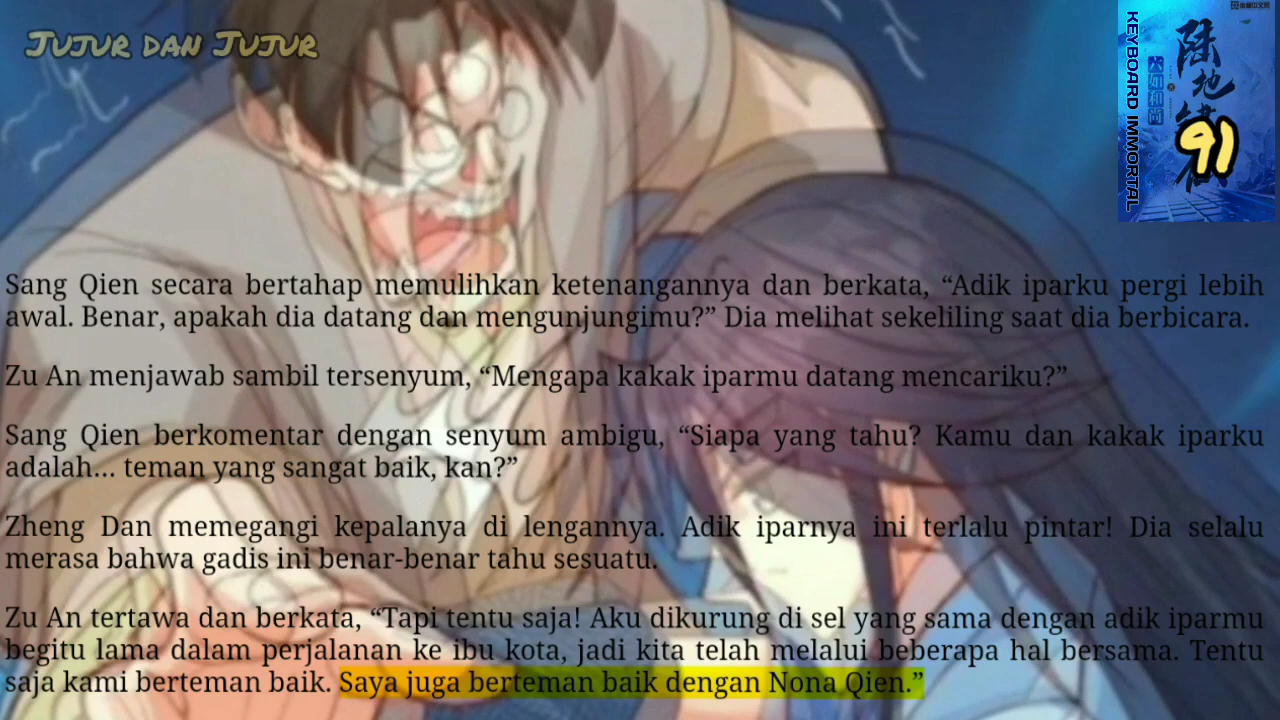 Jujur dan Jujur
KEYBOARD IMMORTAL
陆地键仙
91
Sang Qien secara bertahap memulihkan ketenangannya dan berkata, “Adik iparku pergi lebih
awal. Benar, apakah dia datang dan mengunjungimu?” Dia melihat sekeliling saat dia berbicara.
Zu An menjawab sambil tersenyum, “Mengapa kakak iparmu datang mencariku?”
Sang Qien berkomentar dengan senyum ambigu, “Siapa yang tahu? Kamu dan kakak iparku
adalah... teman yang sangat baik, kan?”
Zheng Dan memegangi kepalanya di lengannya. Adik iparnya ini terlalu pintar! Dia selalu
merasa bahwa gadis ini benar-benar tahu sesuatu.
Zu An tertawa dan berkata, “Tapi tentu saja! Aku dikurung di sel yang sama dengan adik iparmu
begitu lama dalam perjalanan ke ibu kota, jadi kita telah melalui beberapa hal bersama. Tentu
saja kami berteman baik. Saya juga berteman baik dengan Nona Qien.”